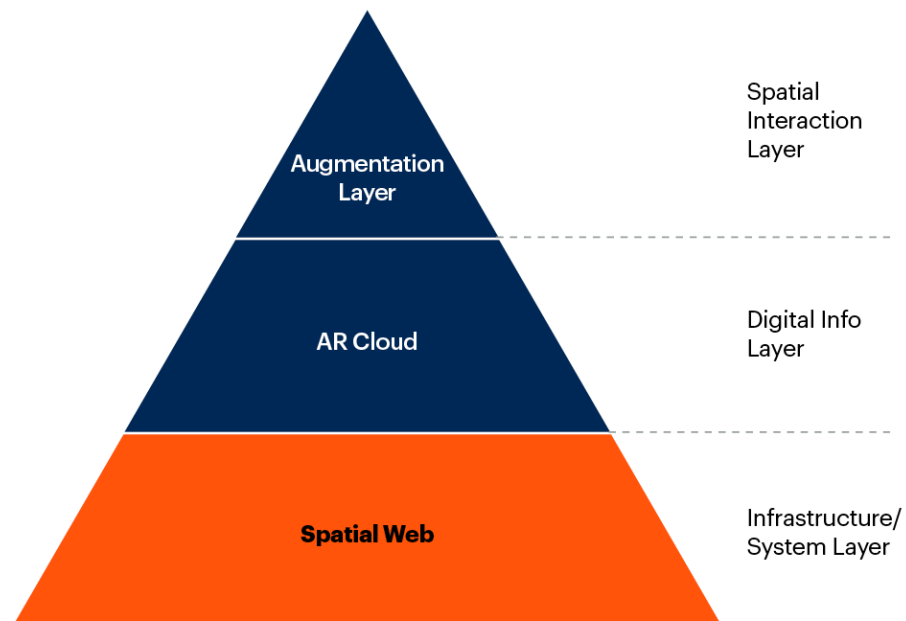 Spatial
Interaction
Layer
Augmentation
Layer
Digital Info
Layer
AR Cloud
Infrastructure/
System Layer
Spatial Web